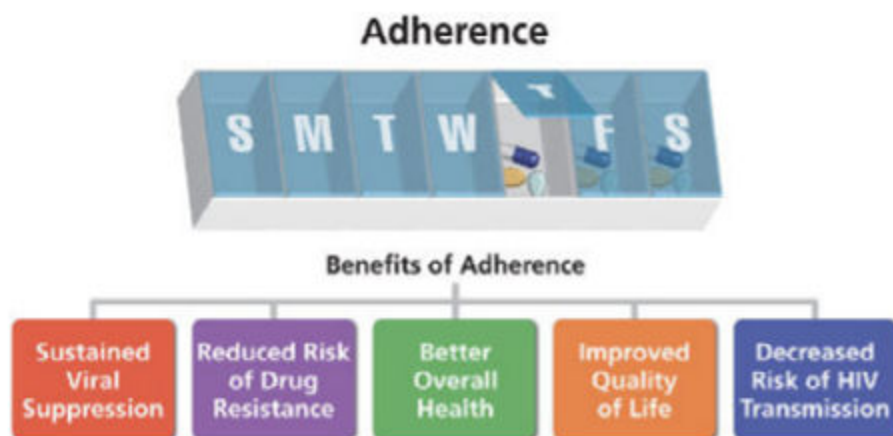 Adherence
S M T W T F S
Benefits of Adherence
Sustained
Viral
Suppression
Reduced Risk
of Drug
Resistance
Better
Overall
Health
Improved
Quality
of Life
Decreased
Risk of HIV
Transmission